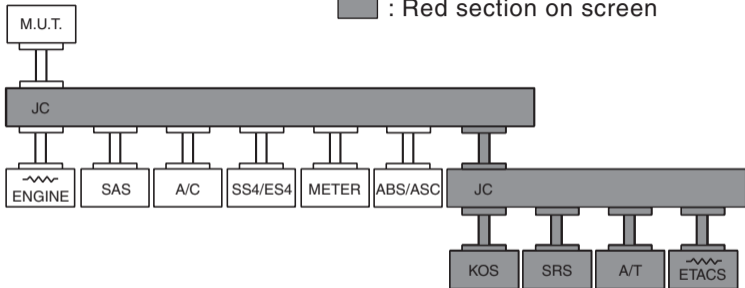 : Red section on screen
M.U.T.
JC
ENGINE
SAS
A/C
SS4/ES4
METER
ABS/ASC
JC
KOS
SRS
A/T
ETACS